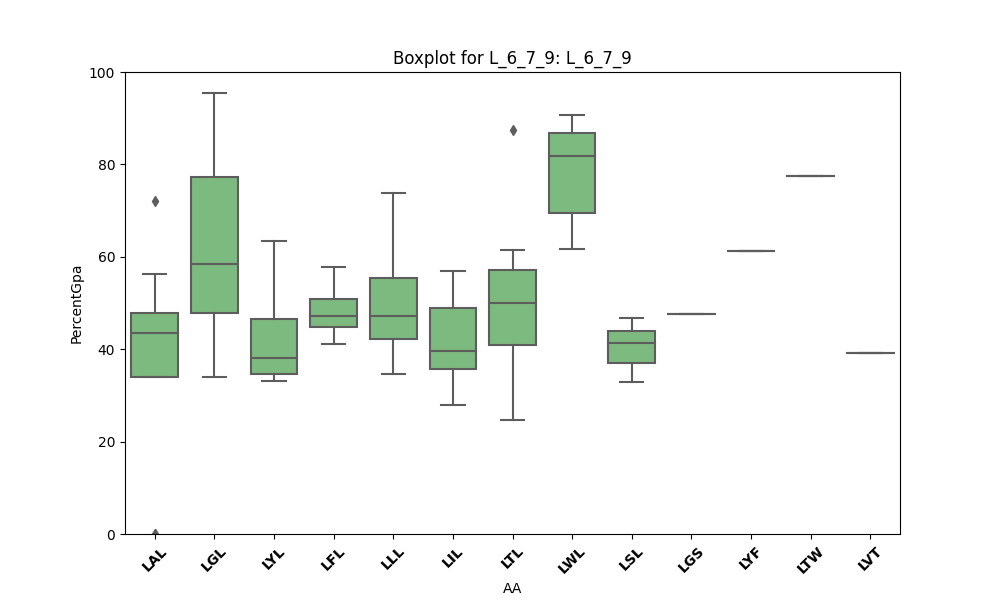 Boxplot for L_6_7_9: L_6_7_9
100
80
60
40
20
0
PercentGpa
LAL LGL LYL LFL LLL LIL LTL LWL LSL LGS LYF LTW LVT
AA